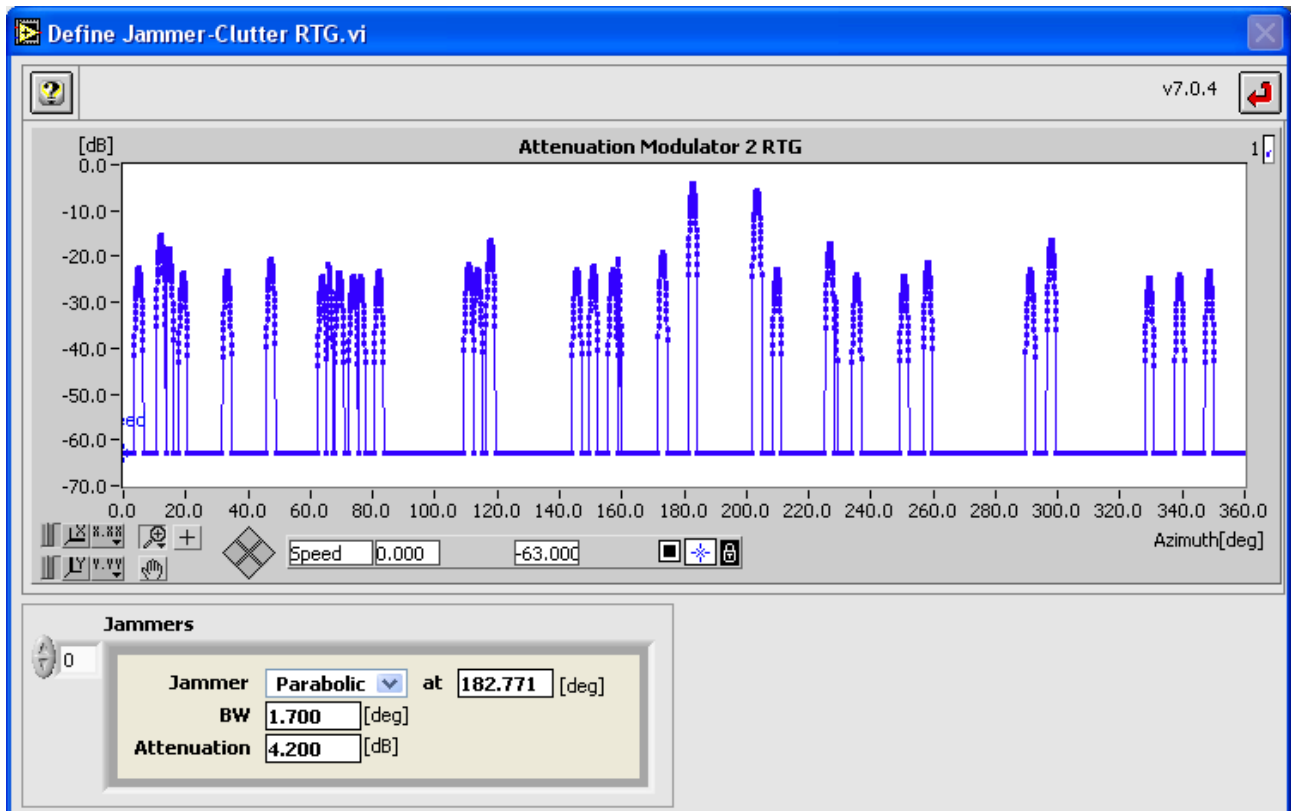 Define Jammer-Clutter RTG.vi
v7.0.4
[dB] Attenuation Modulator 2 RTG 1
0.0
-10.0
-20.0
-30.0
-40.0
-50.0
-60.0
-70.0
0.0 20.0 40.0 60.0 80.0 100.0 120.0 140.0 160.0 180.0 200.0 220.0 240.0 260.0 280.0 300.0 320.0 340.0 360.0
Azimuth[deg]
X 8.88
Y 9.99
Speed 0.000 -63.000
Jammers
0
Jammer Parabolic at 182.771 [deg]
BW 1.700 [deg]
Attenuation 4.200 [dB]